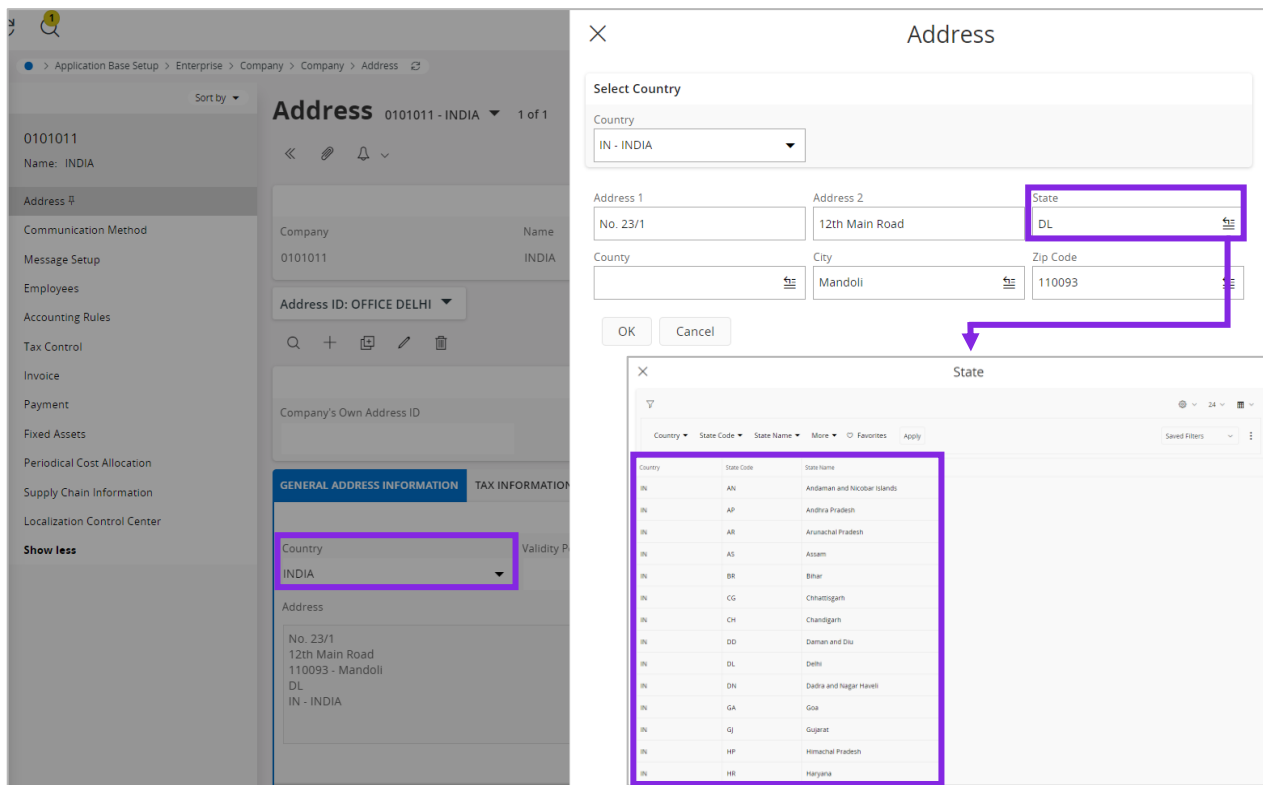 1
> Application Base Setup > Enterprise > Company > Company > Address
Sort by
0101011
Name: INDIA
Address
Communication Method
Message Setup
Employees
Accounting Rules
Tax Control
Invoice
Payment
Fixed Assets
Periodical Cost Allocation
Supply Chain Information
Localization Control Center
Show less
Address 0101011 - INDIA 1 of 1
Company Name
0101011 INDIA
Address ID: OFFICE DELHI
Company's Own Address ID
GENERAL ADDRESS INFORMATION TAX INFORMATION
Country Validity
INDIA
Address
No. 23/1
12th Main Road
110093 - Mandoli
DL
IN - INDIA
Address
Select Country
Country
IN - INDIA
Address 1 Address 2 State
No. 23/1 12th Main Road DL
County City Zip Code
Mandoli 110093
OK Cancel
State
24
Country State Code State Name More Favorites Apply Saved Filters
Country State Code State Name
IN AN Andaman and Nicobar Islands
IN AP Andhra Pradesh
IN AR Arunachal Pradesh
IN AS Assam
IN BR Bihar
IN CG Chhattisgarh
IN CH Chandigarh
IN DD Daman and Diu
IN DL Delhi
IN DN Dadra and Nagar Haveli
IN GA Goa
IN GJ Gujarat
IN HP Himachal Pradesh
IN HR Haryana